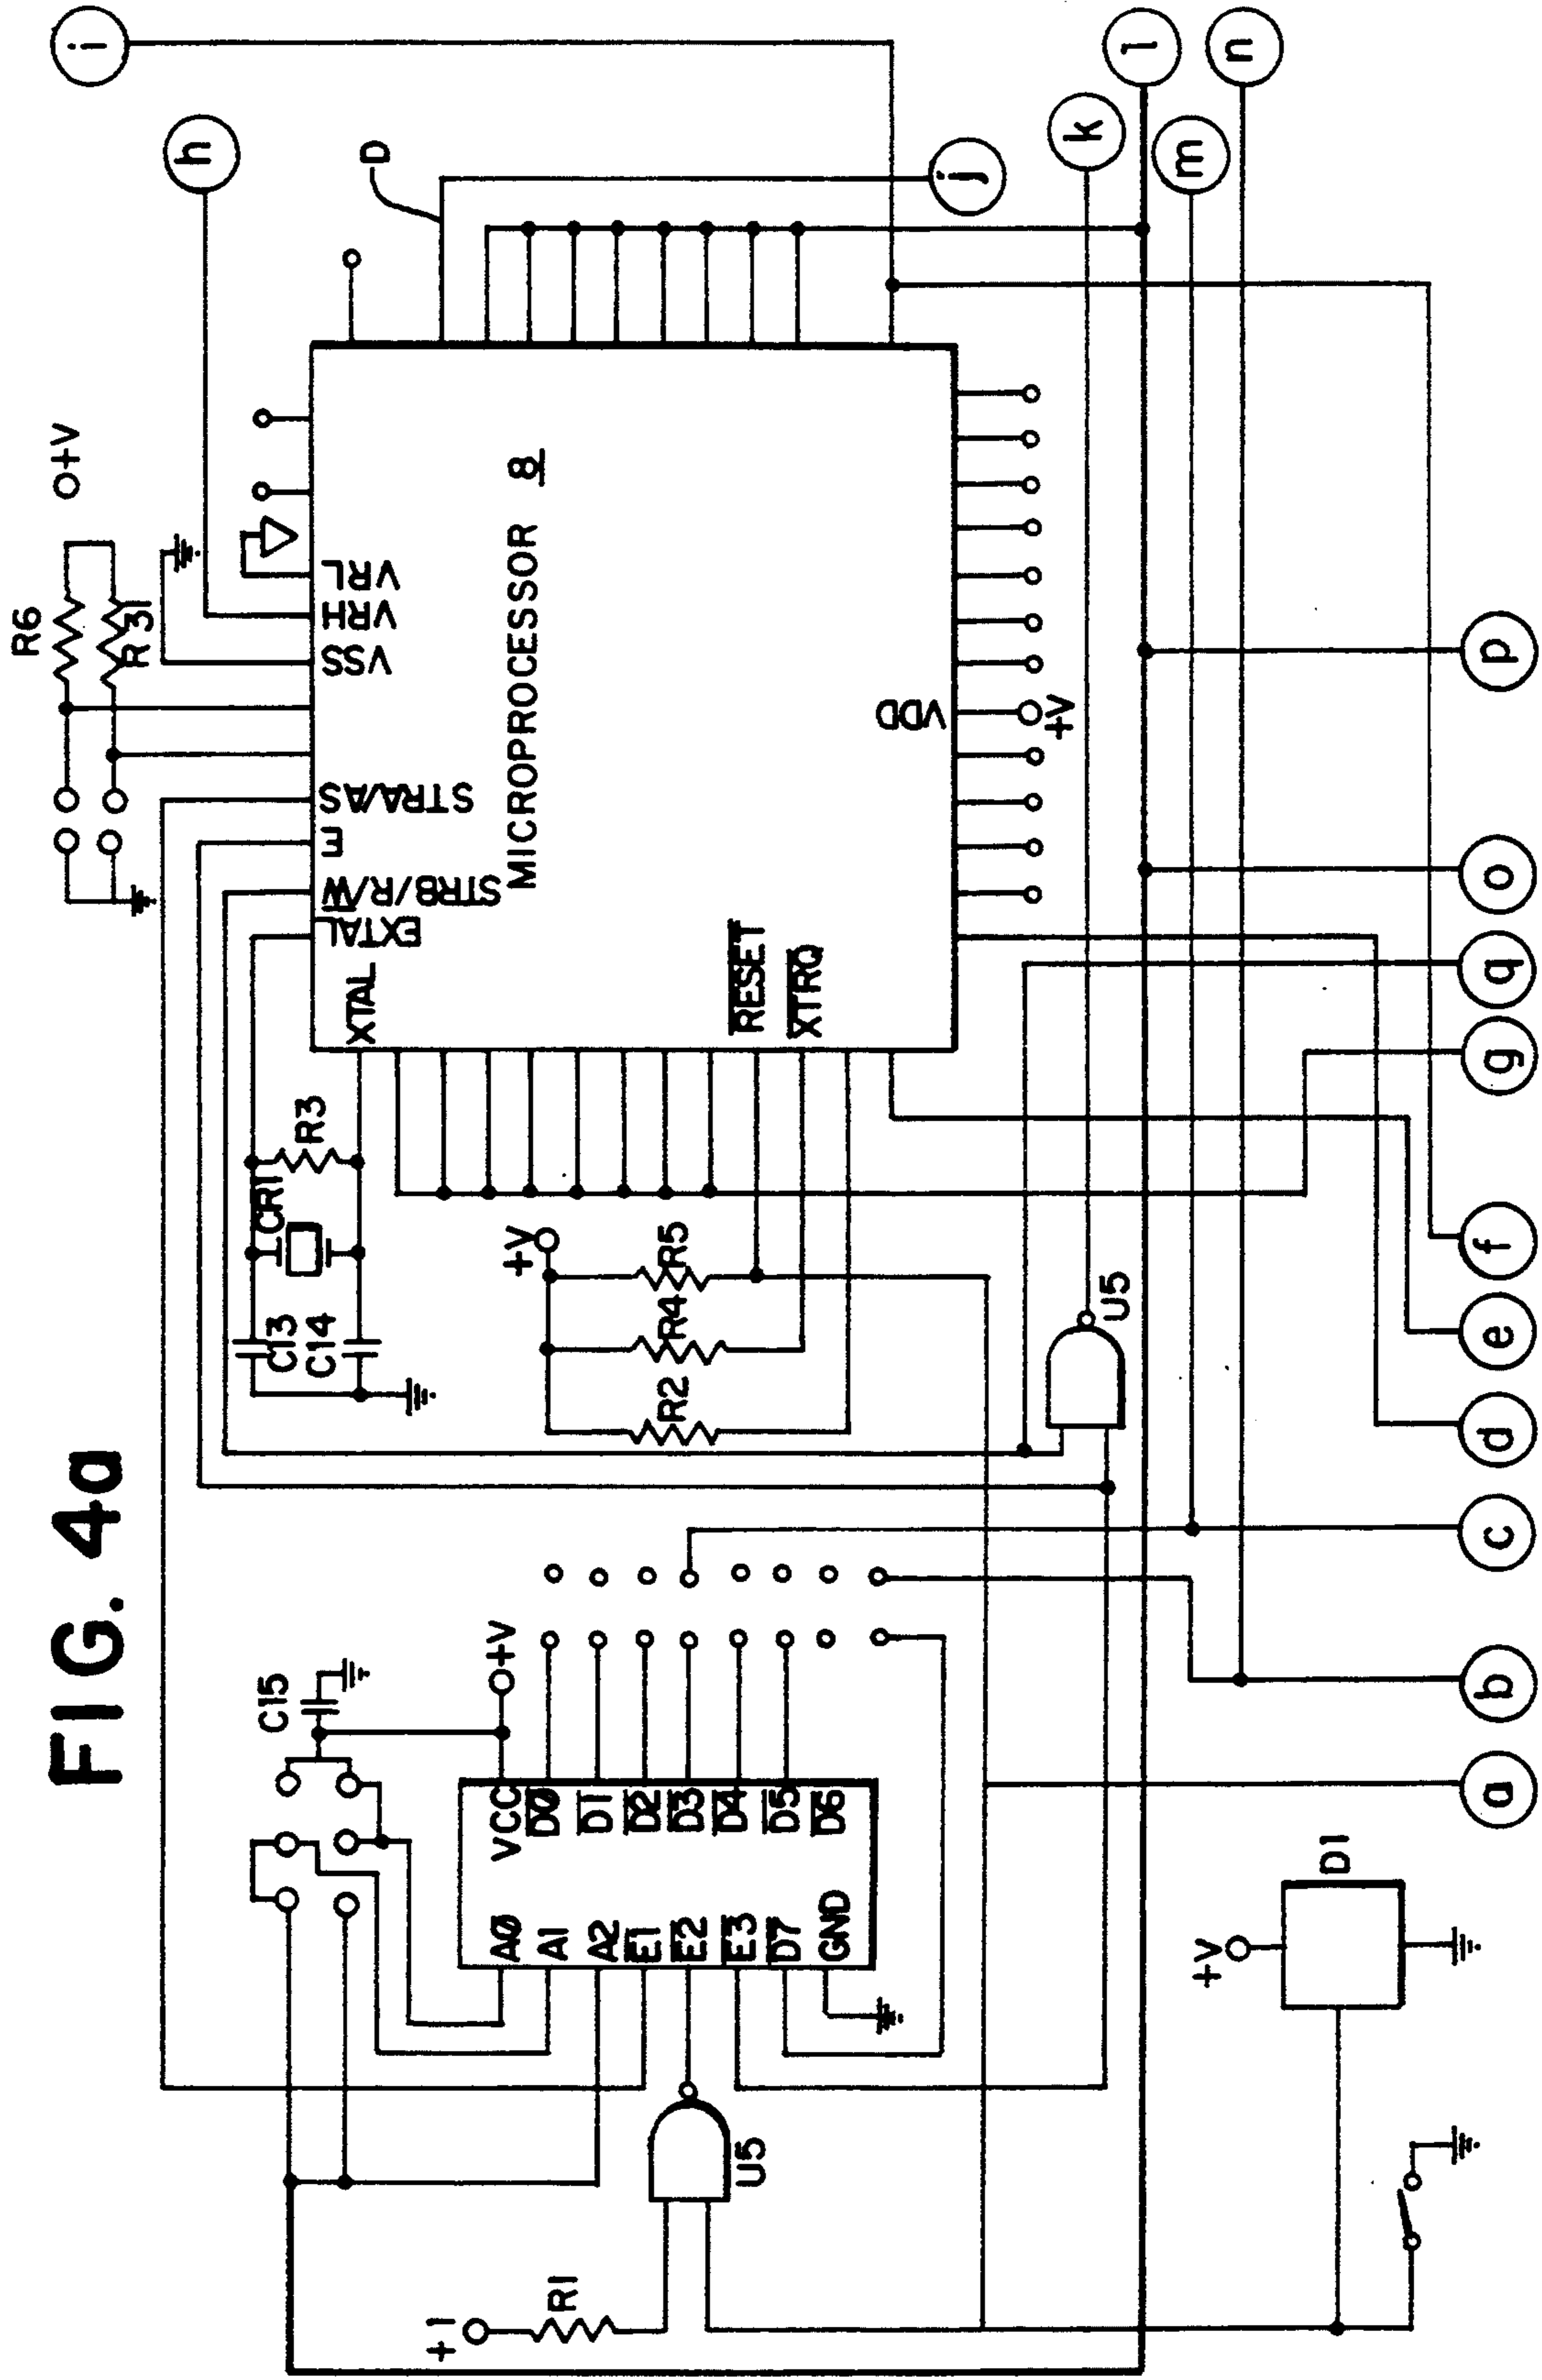 FIG. 4a
i
h
D
j
k
l
m
n
R6
R31
+V
VRL
VRH
VSS
STRA/AS
E
STRB/R/W
EXTAL
XTAL
MICROPROCESSOR 8
RESET
XTRQ
VDD
+V
R3
CR1
C13
C14
+V
R5
R4
R2
U5
C15
+V
VCC
D0
D1
D2
D3
D4
D5
D6
A0
A1
A2
E1
E2
E3
D7
GND
U5
+1
R1
+V
D1
a
b
c
d
e
f
g
q
o
p